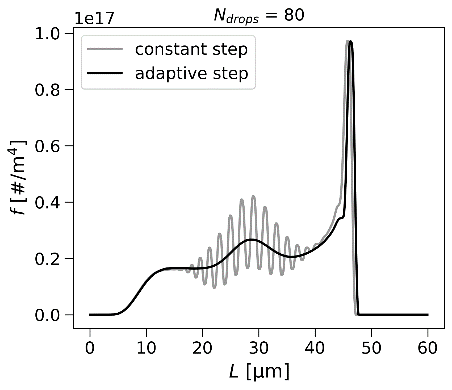 1e17
N_drops = 80
constant step
adaptive step
f [#/m⁴]
1.0
0.8
0.6
0.4
0.2
0.0
0 10 20 30 40 50 60
L [µm]